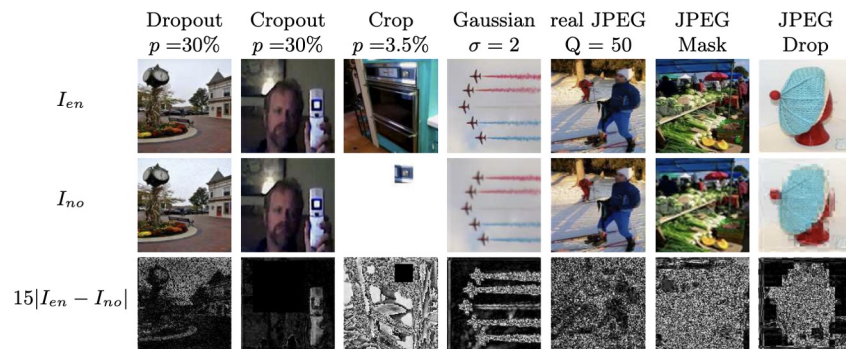 Dropout Cropout Crop Gaussian real JPEG JPEG JPEG
p =30% p =30% p =3.5% σ = 2 Q = 50 Mask Drop
I_en
I_no
15|I_en − I_no|